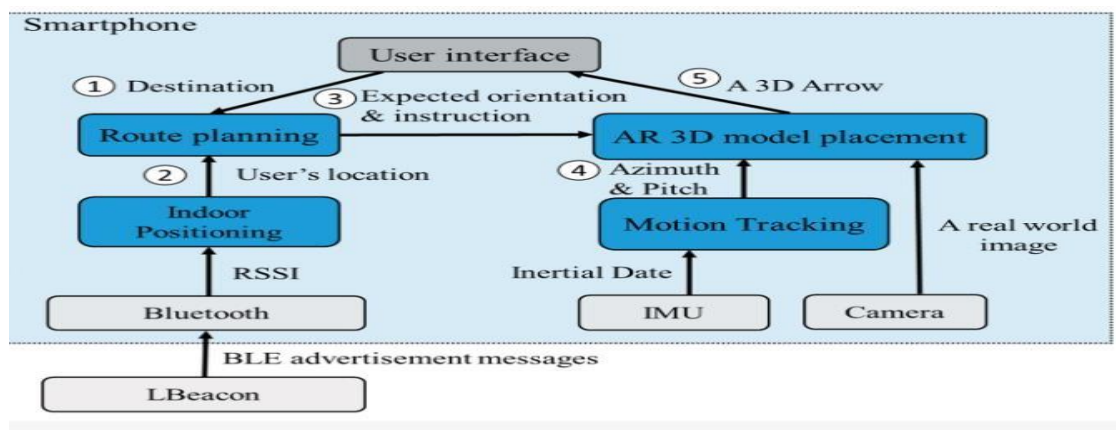 Smartphone
User interface
1 Destination
5 A 3D Arrow
3 Expected orientation
& instruction
Route planning
AR 3D model placement
2 User's location
4 Azimuth
& Pitch
Indoor
Positioning
Motion Tracking
A real world
image
RSSI
Inertial Date
Bluetooth
IMU
Camera
BLE advertisement messages
LBeacon